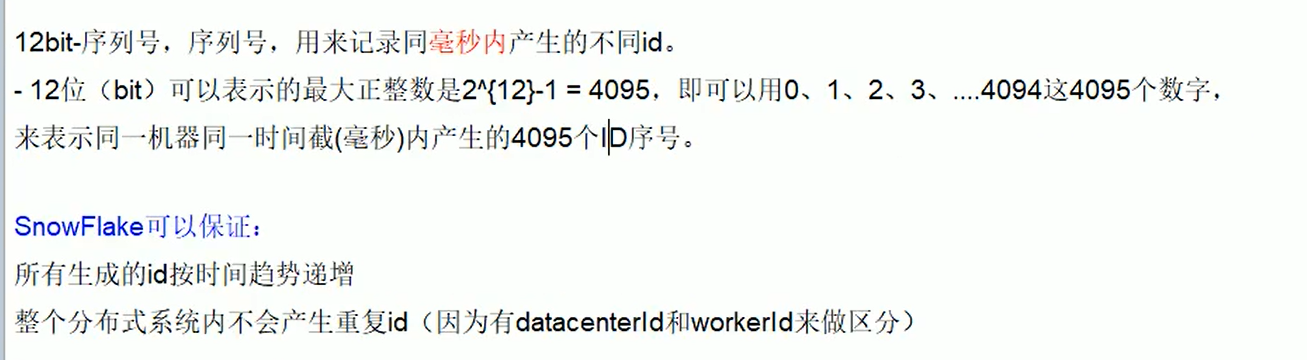 12bit-序列号，序列号，用来记录同毫秒内产生的不同id。
- 12位（bit）可以表示的最大正整数是2^{12}-1 = 4095，即可以用0、1、2、3、....4094这4095个数字，
来表示同一机器同一时间截(毫秒)内产生的4095个ID序号。
SnowFlake可以保证：
所有生成的id按时间趋势递增
整个分布式系统内不会产生重复id（因为有datacenterId和workerId来做区分）